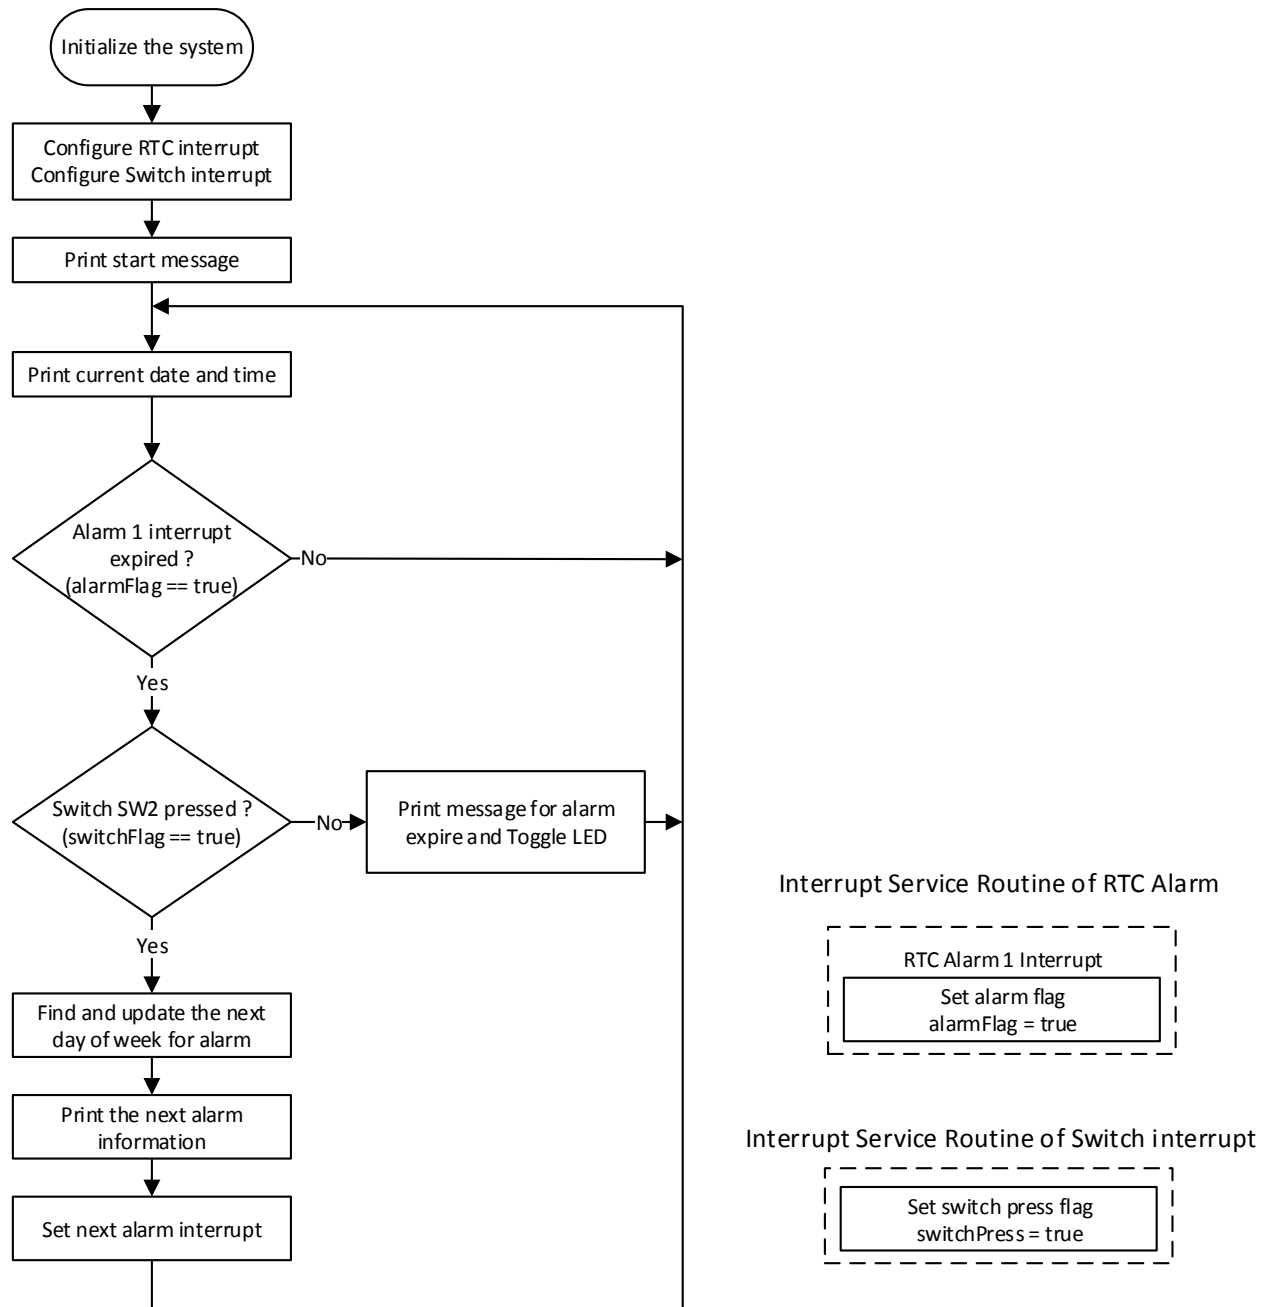 Initialize the system
Configure RTC interrupt
Configure Switch interrupt
Print start message
Print current date and time
Alarm 1 interrupt
expired ?
(alarmFlag == true)
No
Yes
Switch SW2 pressed ?
(switchFlag == true)
No
Print message for alarm
expire and Toggle LED
Yes
Find and update the next
day of week for alarm
Print the next alarm
information
Set next alarm interrupt
Interrupt Service Routine of RTC Alarm
RTC Alarm 1 Interrupt
Set alarm flag
alarmFlag = true
Interrupt Service Routine of Switch interrupt
Set switch press flag
switchPress = true